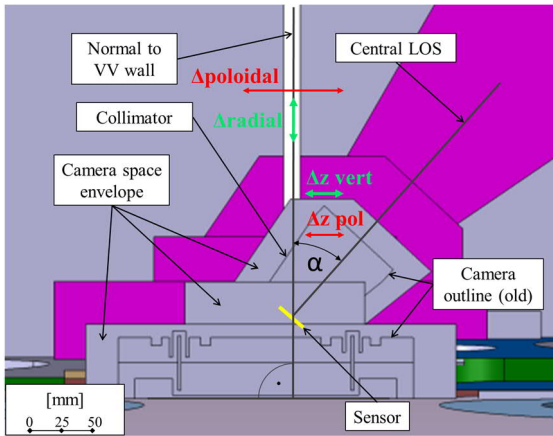 Normal to
VV wall
Central LOS
Δpoloidal
Δradial
Collimator
Camera space
envelope
Δz vert
Δz pol
α
Camera
outline (old)
Sensor
[mm]
0 25 50